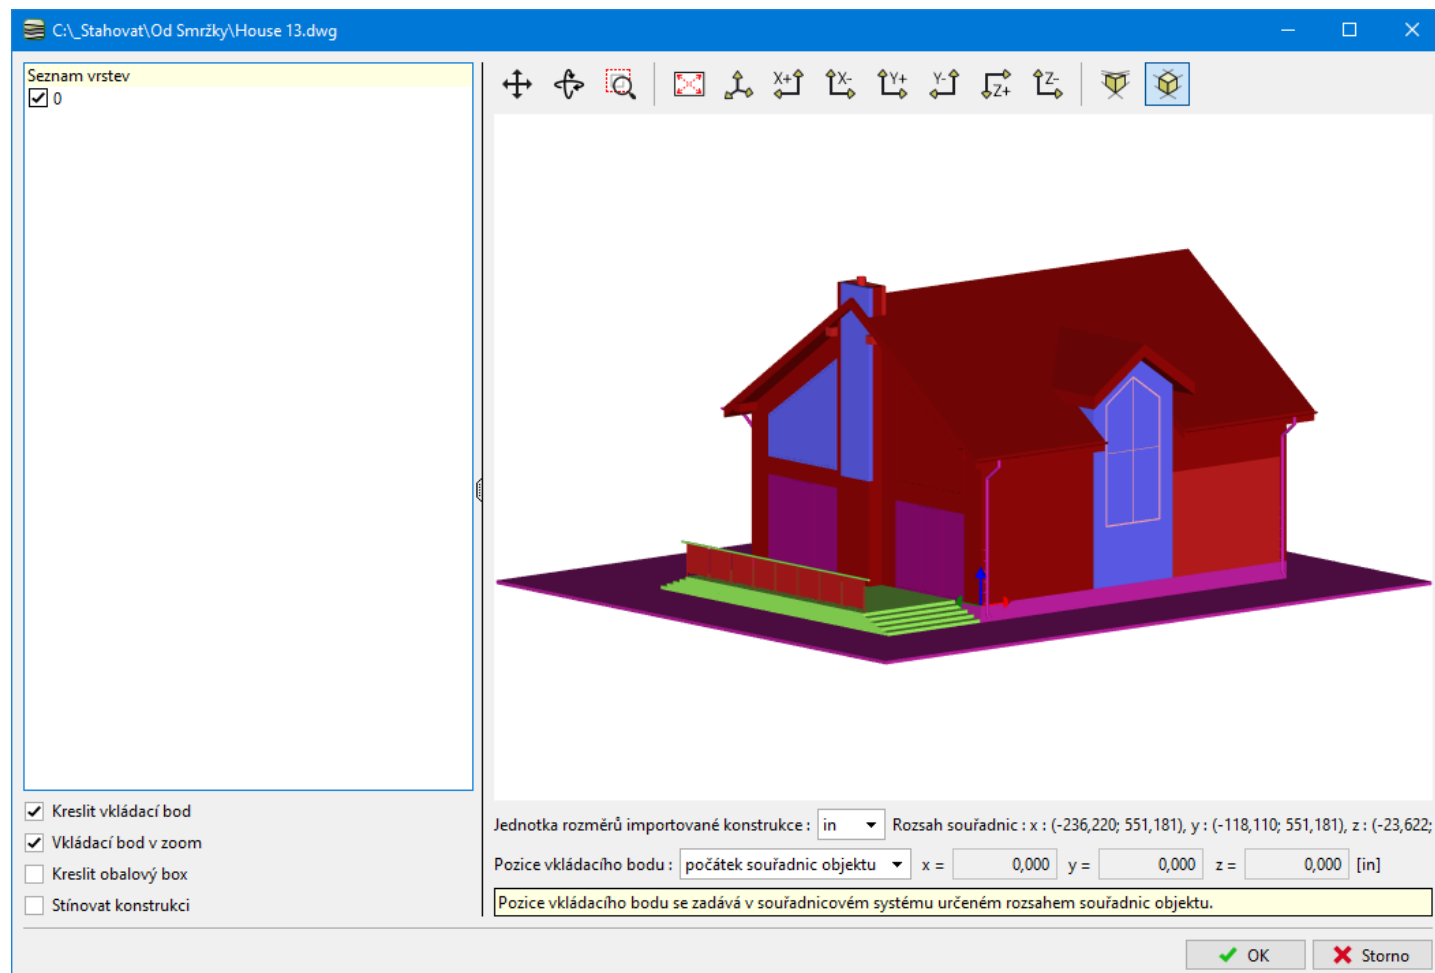 C:\_Stahovat\Od Smržky\House 13.dwg
Seznam vrstev
0
X+ X- Y+ Y- Z+ Z-
Kreslit vkládací bod
Vkládací bod v zoom
Kreslit obalový box
Stínovat konstrukci
Jednotka rozměrů importované konstrukce : in Rozsah souřadnic : x : (-236,220; 551,181), y : (-118,110; 551,181), z : (-23,622;
Pozice vkládacího bodu : počátek souřadnic objektu x = 0,000 y = 0,000 z = 0,000 [in]
Pozice vkládacího bodu se zadává v souřadnicovém systému určeném rozsahem souřadnic objektu.
OK Storno